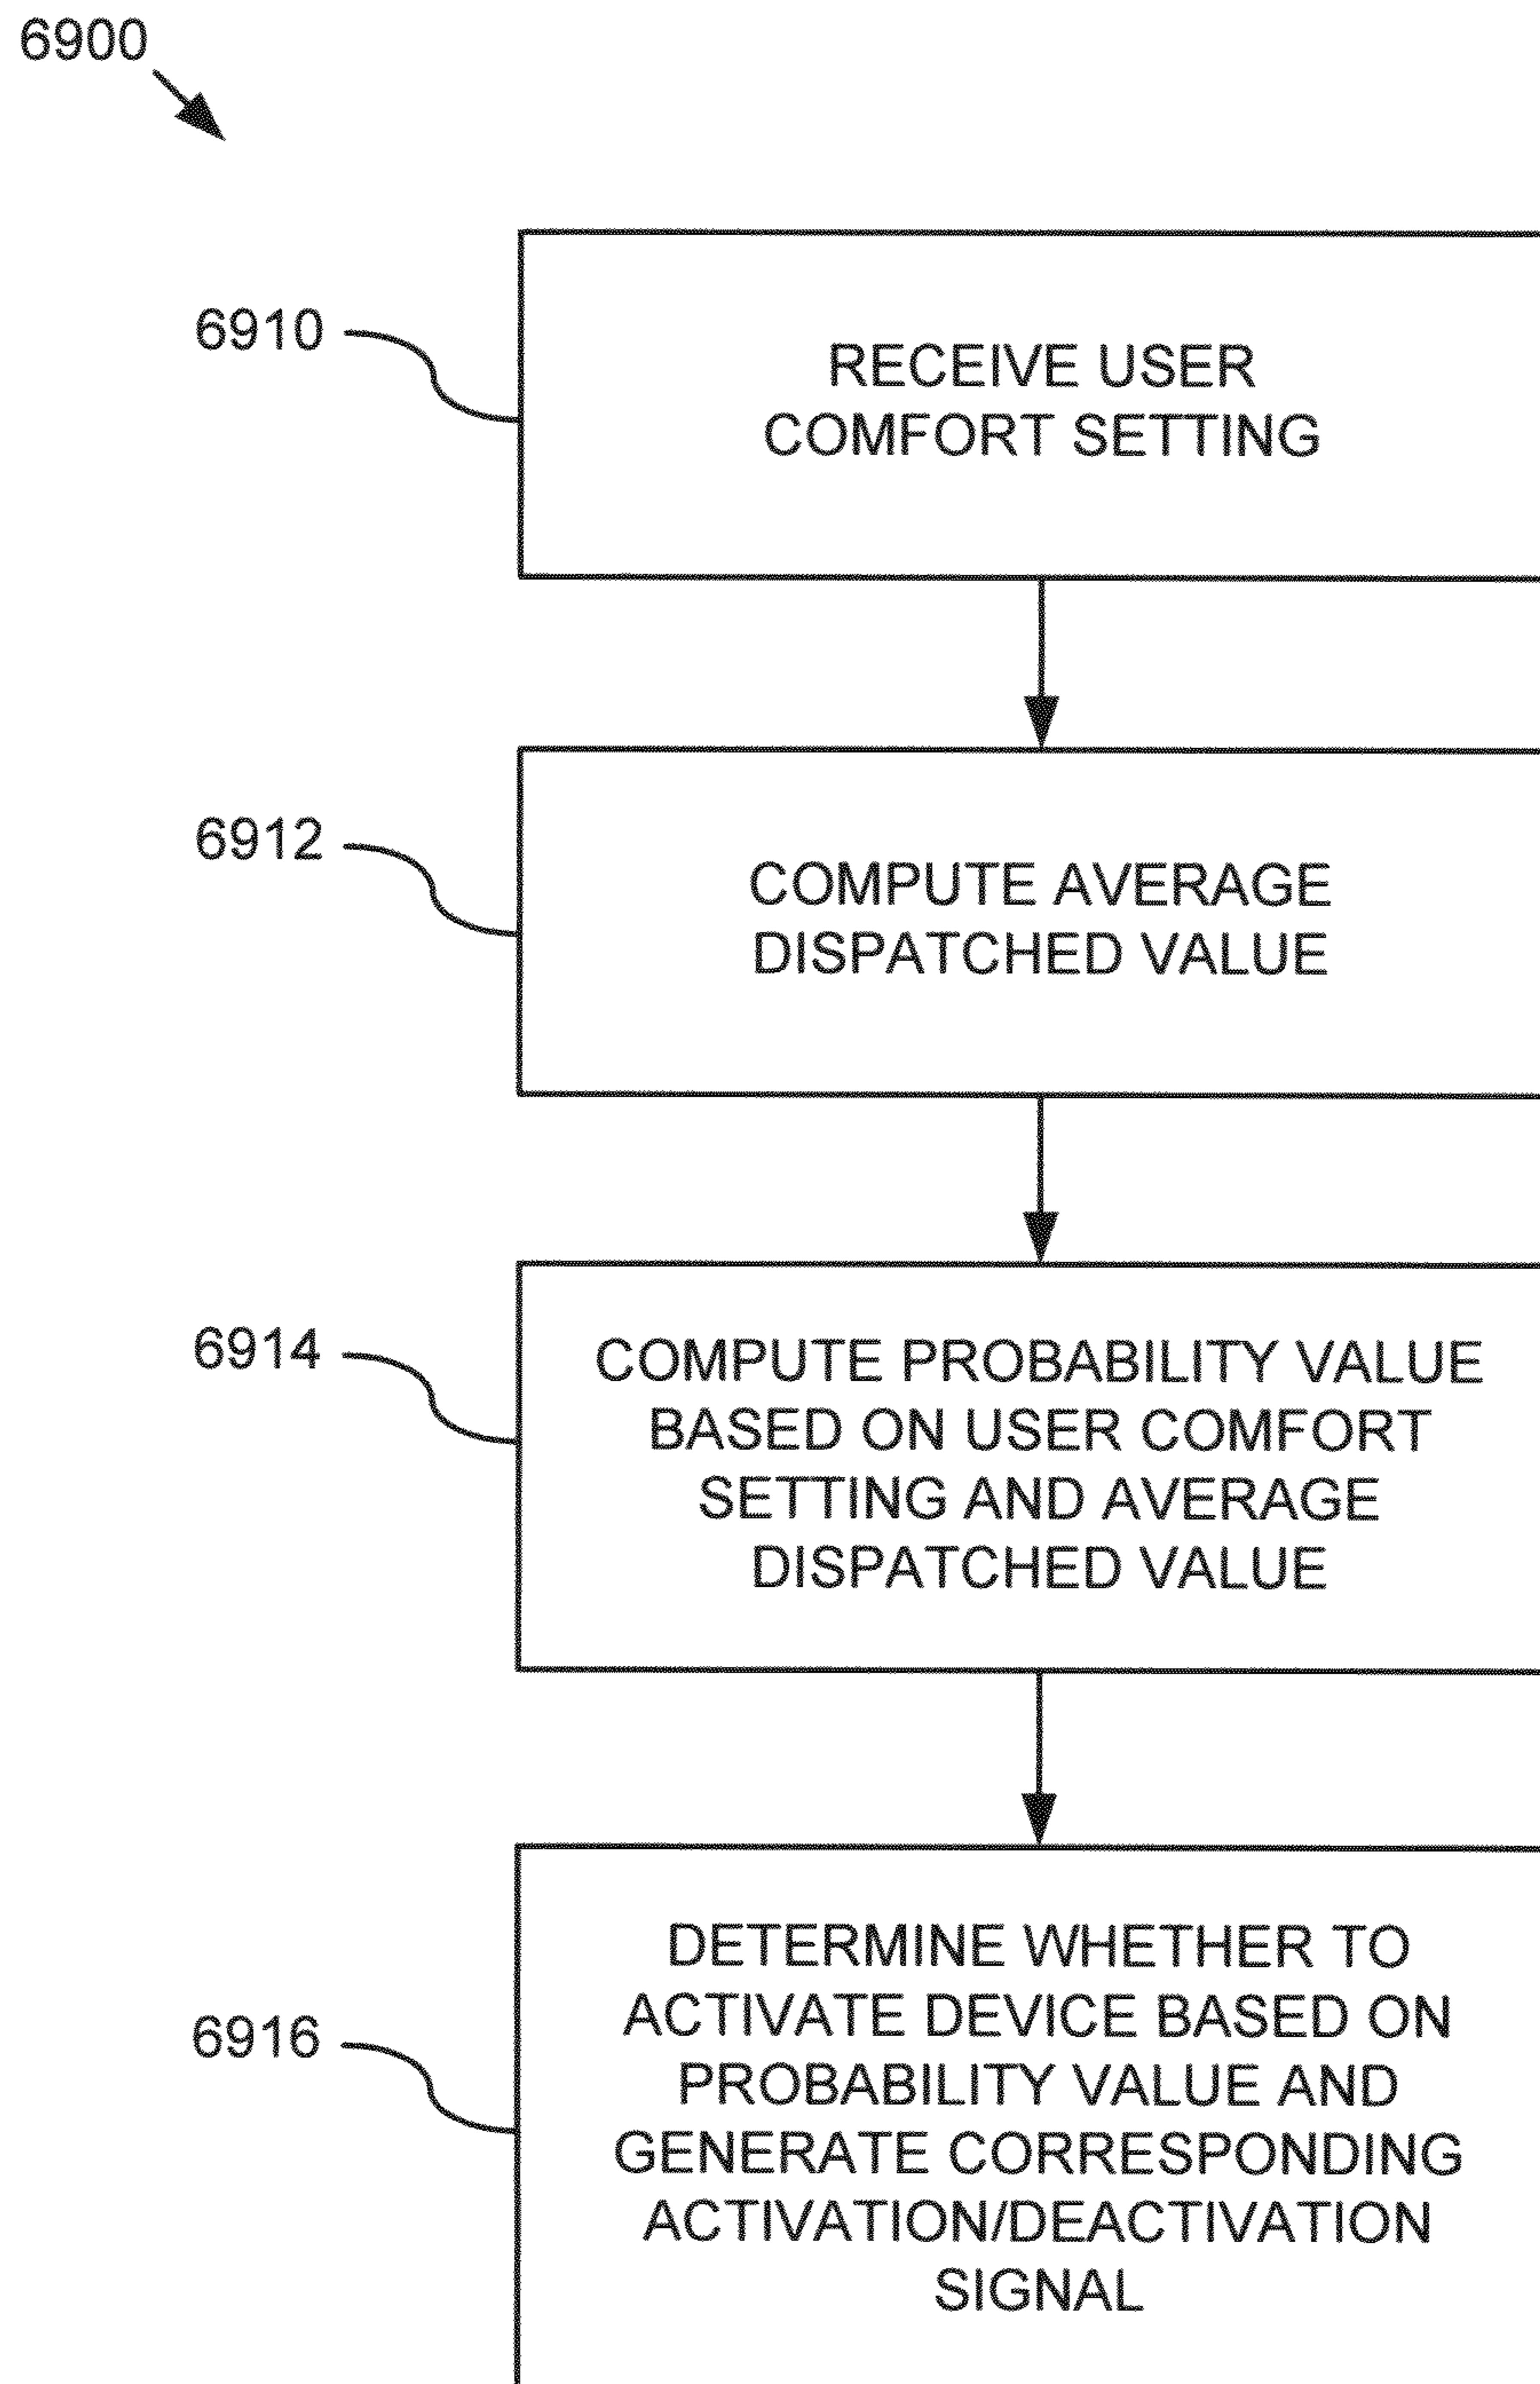 6900
6910
RECEIVE USER
COMFORT SETTING
6912
COMPUTE AVERAGE
DISPATCHED VALUE
6914
COMPUTE PROBABILITY VALUE
BASED ON USER COMFORT
SETTING AND AVERAGE
DISPATCHED VALUE
6916
DETERMINE WHETHER TO
ACTIVATE DEVICE BASED ON
PROBABILITY VALUE AND
GENERATE CORRESPONDING
ACTIVATION/DEACTIVATION
SIGNAL